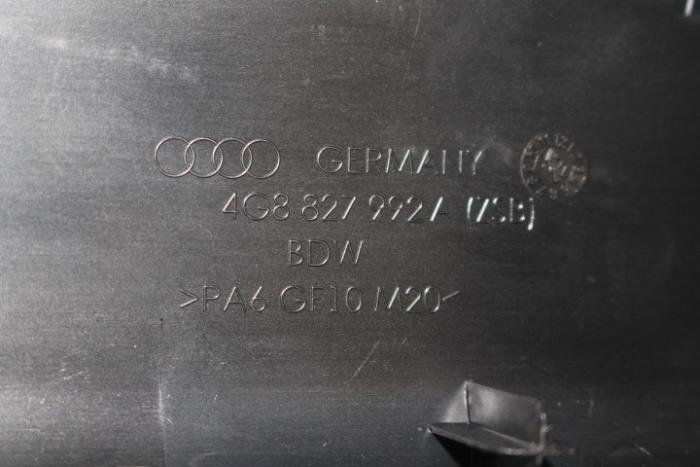 GERMANY
4G8 827 992 A (ZSB)
BDW
>PA6 GF10 M20<